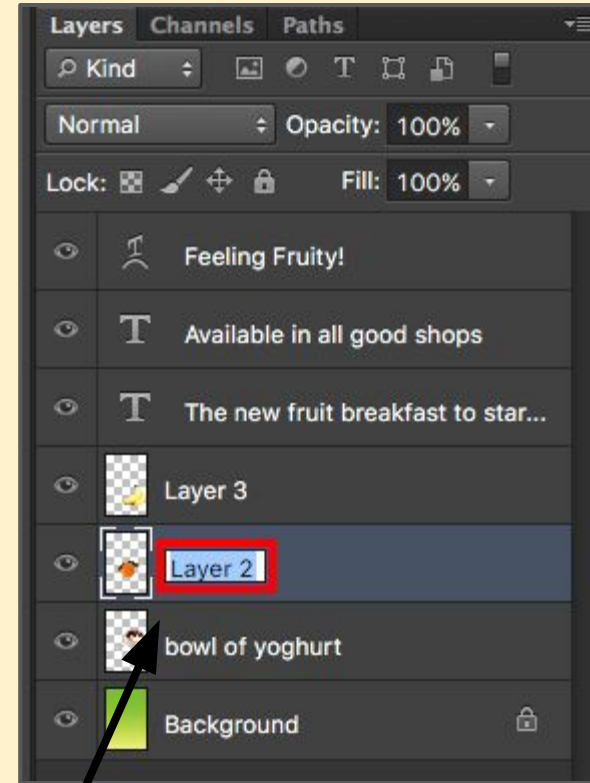 Layers Channels Paths
Kind T
Normal Opacity: 100%
Lock: Fill: 100%
Feeling Fruity!
T Available in all good shops
T The new fruit breakfast to star...
Layer 3
Layer 2
bowl of yoghurt
Background